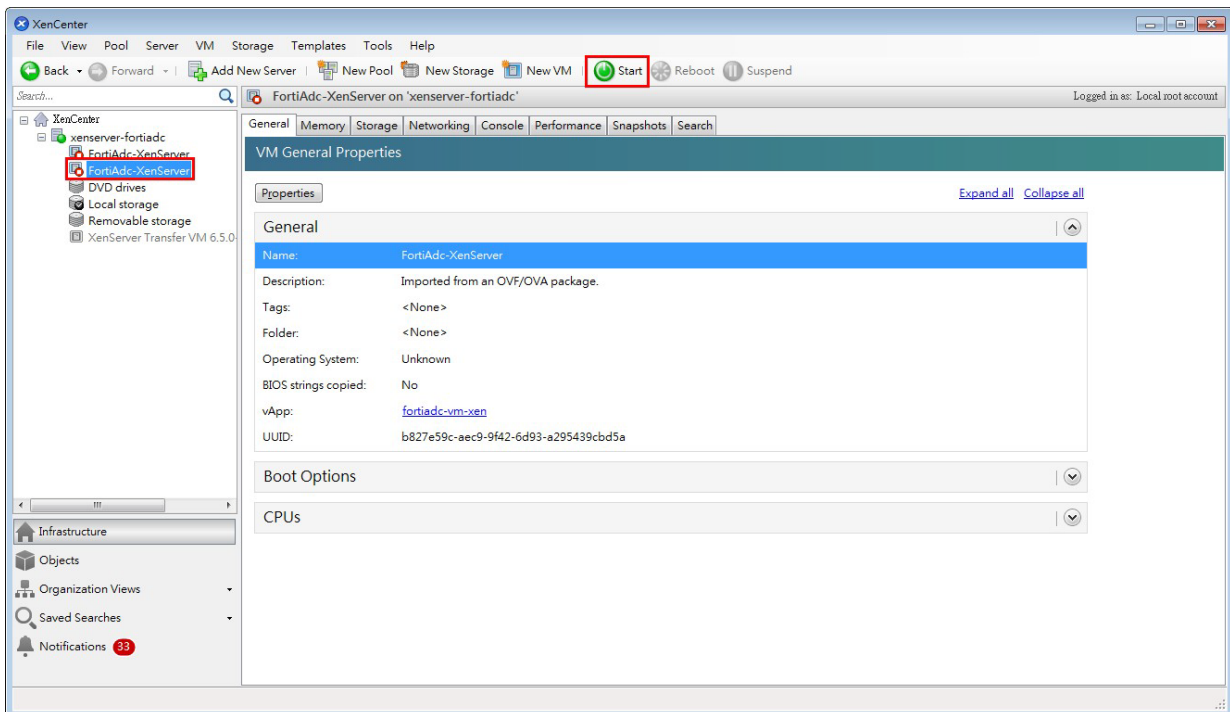 XenCenter
File View Pool Server VM Storage Templates Tools Help
Back Forward Add New Server New Pool New Storage New VM Start Reboot Suspend
Search... FortiAdc-XenServer on 'xenserver-fortiadc' Logged in as: Local root account
XenCenter
xenserver-fortiadc
FortiAdc-XenServer
FortiAdc-XenServer
DVD drives
Local storage
Removable storage
XenServer Transfer VM 6.5.0-
Infrastructure
Objects
Organization Views
Saved Searches
Notifications 33
General Memory Storage Networking Console Performance Snapshots Search
VM General Properties
Properties Expand all Collapse all
General
Name: FortiAdc-XenServer
Description: Imported from an OVF/OVA package.
Tags: <None>
Folder: <None>
Operating System: Unknown
BIOS strings copied: No
vApp: fortiadc-vm-xen
UUID: b827e59c-aec9-9f42-6d93-a295439cbd5a
Boot Options
CPUs